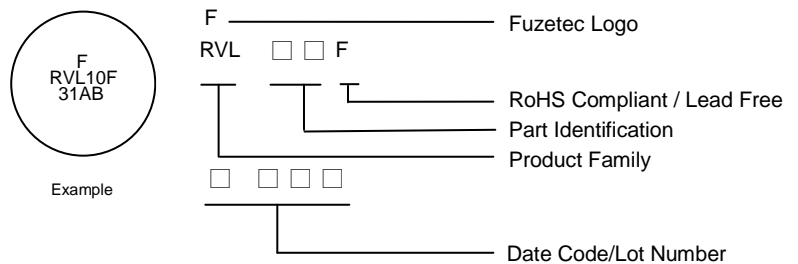 F
RVL10F
31AB
Example
F
Fuzetec Logo
RVL □ □ F
RoHS Compliant / Lead Free
Part Identification
Product Family
□ □ □ □
Date Code/Lot Number